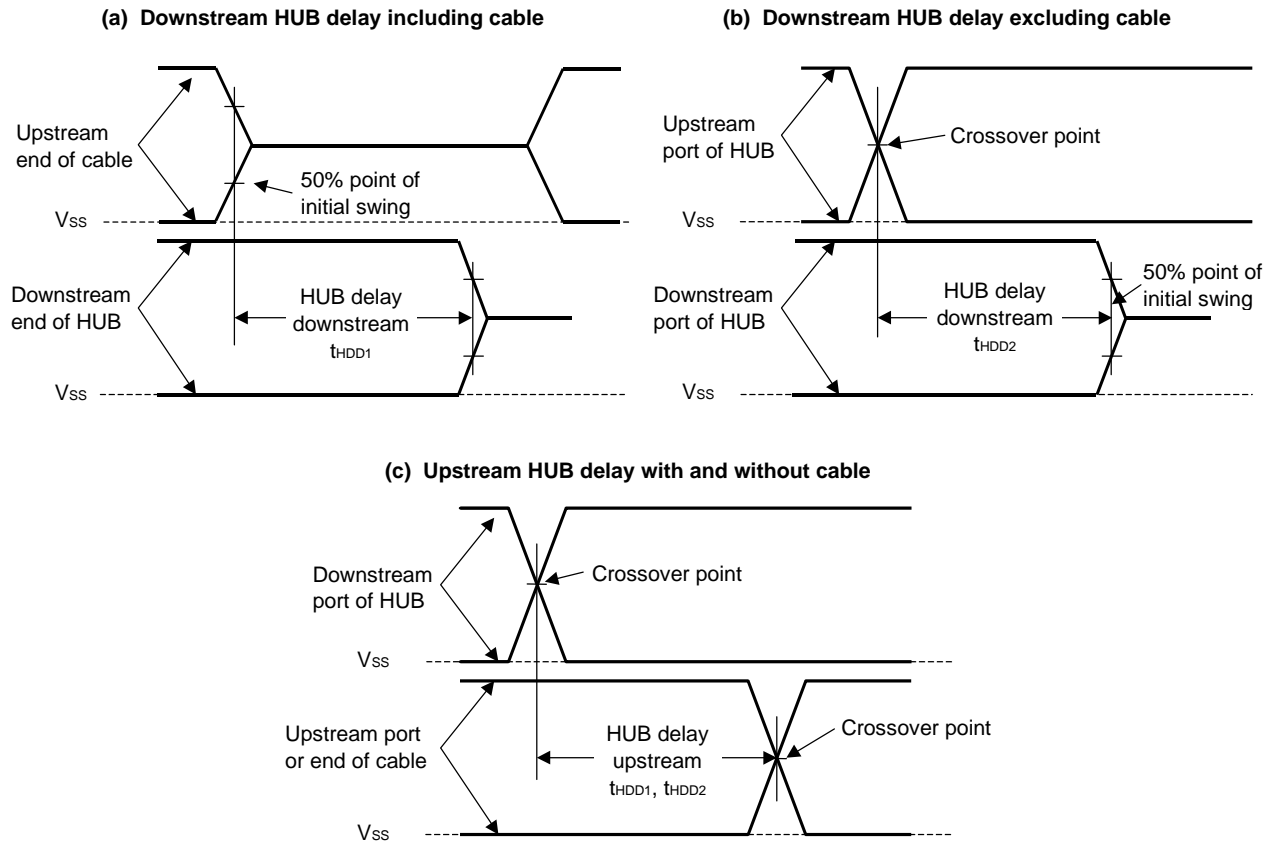 (a) Downstream HUB delay including cable
Upstream
end of cable
50% point of
initial swing
VSS
Downstream
end of HUB
HUB delay
downstream
tHDD1
VSS
(b) Downstream HUB delay excluding cable
Upstream
port of HUB
Crossover point
VSS
Downstream
port of HUB
HUB delay
downstream
tHDD2
50% point of
initial swing
VSS
(c) Upstream HUB delay with and without cable
Downstream
port of HUB
Crossover point
VSS
Upstream port
or end of cable
HUB delay
upstream
tHDD1, tHDD2
Crossover point
VSS